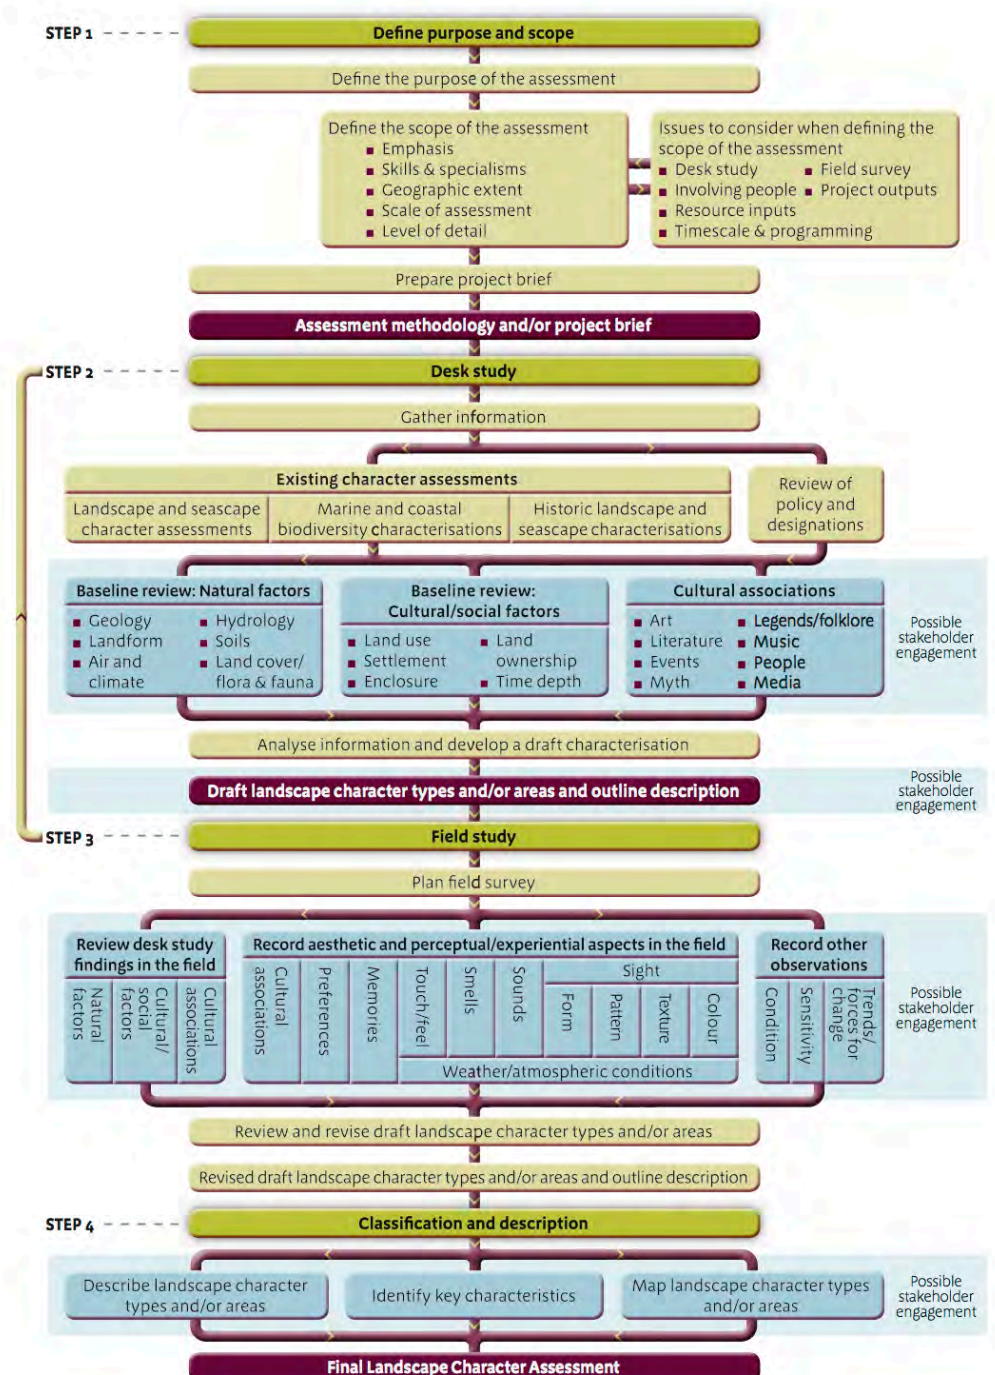 STEP 1
Define purpose and scope
Define the purpose of the assessment
Define the scope of the assessment
Emphasis
Skills & specialisms
Geographic extent
Scale of assessment
Level of detail
Issues to consider when defining the
scope of the assessment
Desk study
Involving people
Resource inputs
Timescale & programming
Field survey
Project outputs
Prepare project brief
Assessment methodology and/or project brief
STEP 2
Desk study
Gather information
Existing character assessments
Landscape and seascape
character assessments
Marine and coastal
biodiversity characterisations
Historic landscape and
seascape characterisations
Review of
policy and
designations
Baseline review: Natural factors
Geology
Landform
Air and
climate
Hydrology
Soils
Land cover/
flora & fauna
Baseline review:
Cultural/social factors
Land use
Settlement
Enclosure
Land
ownership
Time depth
Cultural associations
Art
Literature
Events
Myth
Legends/folklore
Music
People
Media
Possible
stakeholder
engagement
Analyse information and develop a draft characterisation
Draft landscape character types and/or areas and outline description
Possible
stakeholder
engagement
STEP 3
Field study
Plan field survey
Review desk study
findings in the field
Natural
factors
Cultural/
social
factors
Cultural
associations
Record aesthetic and perceptual/experiential aspects in the field
Cultural
associations
Preferences
Memories
Touch/feel
Smells
Sounds
Sight
Form
Pattern
Texture
Colour
Weather/atmospheric conditions
Record other
observations
Condition
Sensitivity
Trends/
forces for
change
Possible
stakeholder
engagement
Review and revise draft landscape character types and/or areas
Revised draft landscape character types and/or areas and outline description
STEP 4
Classification and description
Describe landscape character
types and/or areas
Identify key characteristics
Map landscape character types
and/or areas
Possible
stakeholder
engagement
Final Landscape Character Assessment